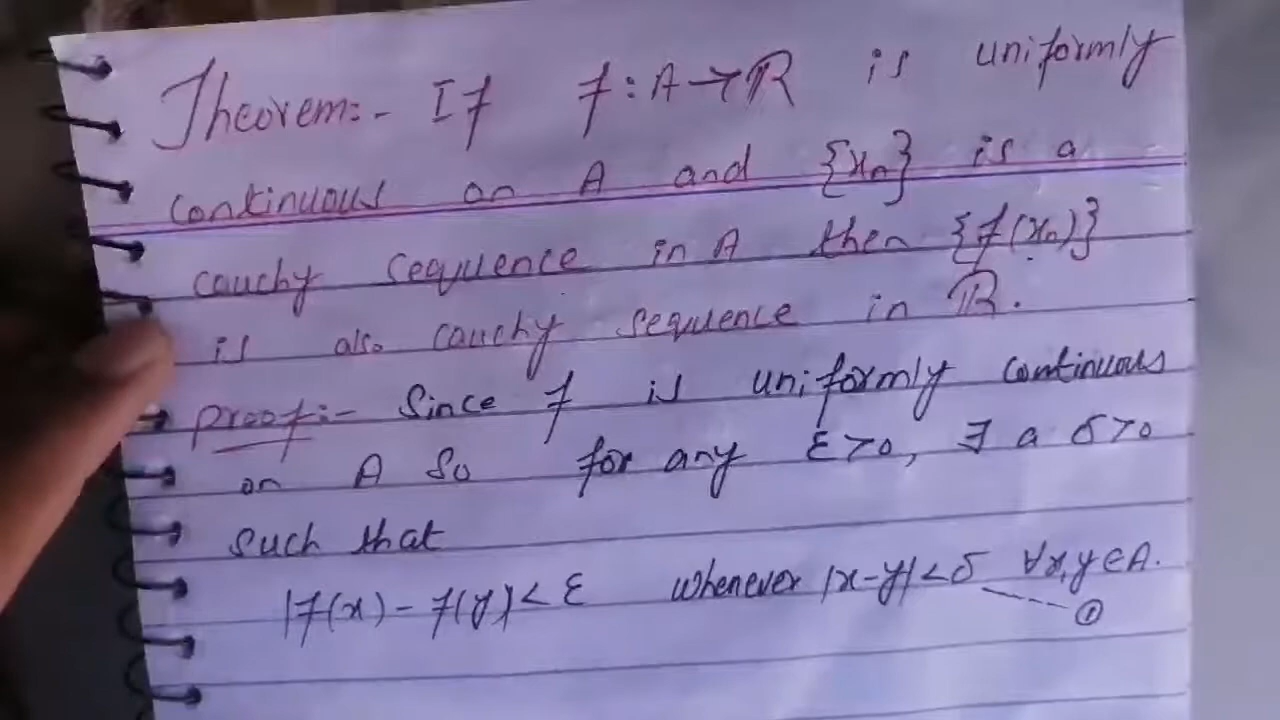 Theorem:- If f: A→ℝ is uniformly
continuous on A and {xₙ} is a
cauchy sequence in A then {f(xₙ)}
is also cauchy sequence in ℝ.
Proof:- Since f is uniformly continuous
on A So for any ε>0, ∃ a δ>0
such that
|f(x) - f(y)| < ε whenever |x-y| < δ ∀x,y ∈ A.
①